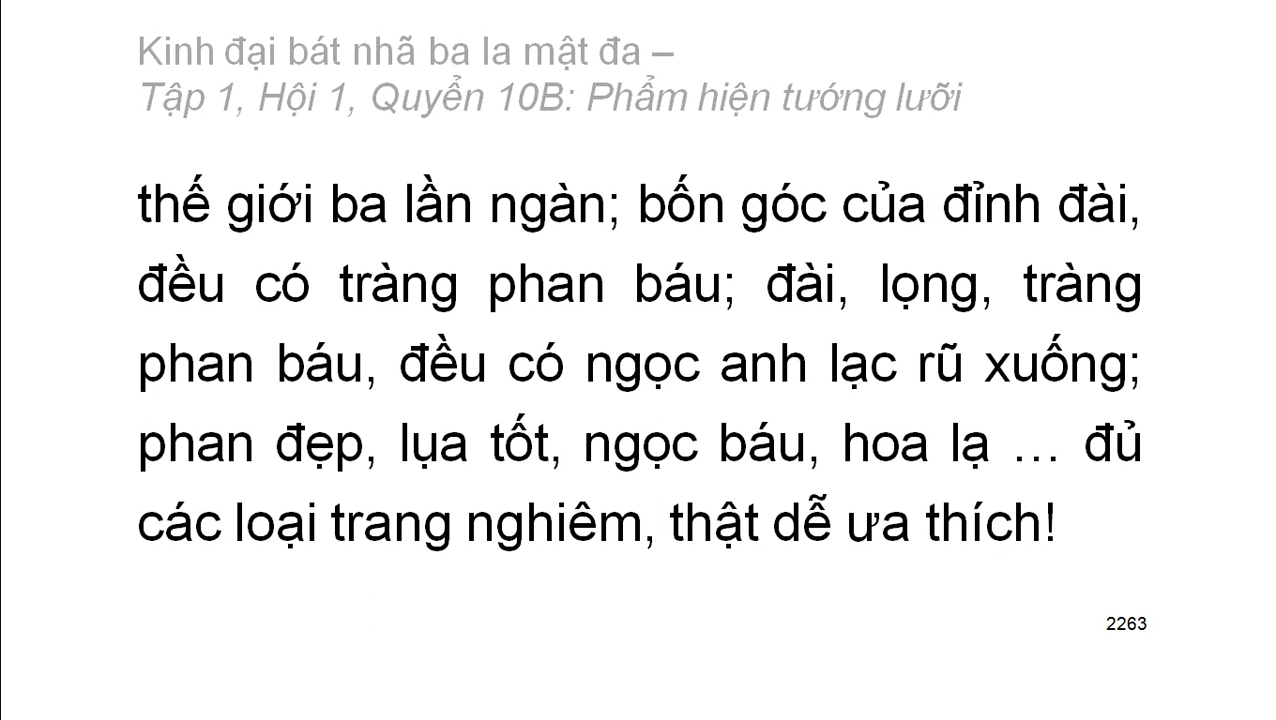 Kinh đại bát nhã ba la mật đa –
Tập 1, Hội 1, Quyển 10B: Phẩm hiện tướng lưỡi
thế giới ba lần ngàn; bốn góc của đỉnh đài,
đều có tràng phan báu; đài, lọng, tràng
phan báu, đều có ngọc anh lạc rũ xuống;
phan đẹp, lụa tốt, ngọc báu, hoa lạ … đủ
các loại trang nghiêm, thật dễ ưa thích!
2263